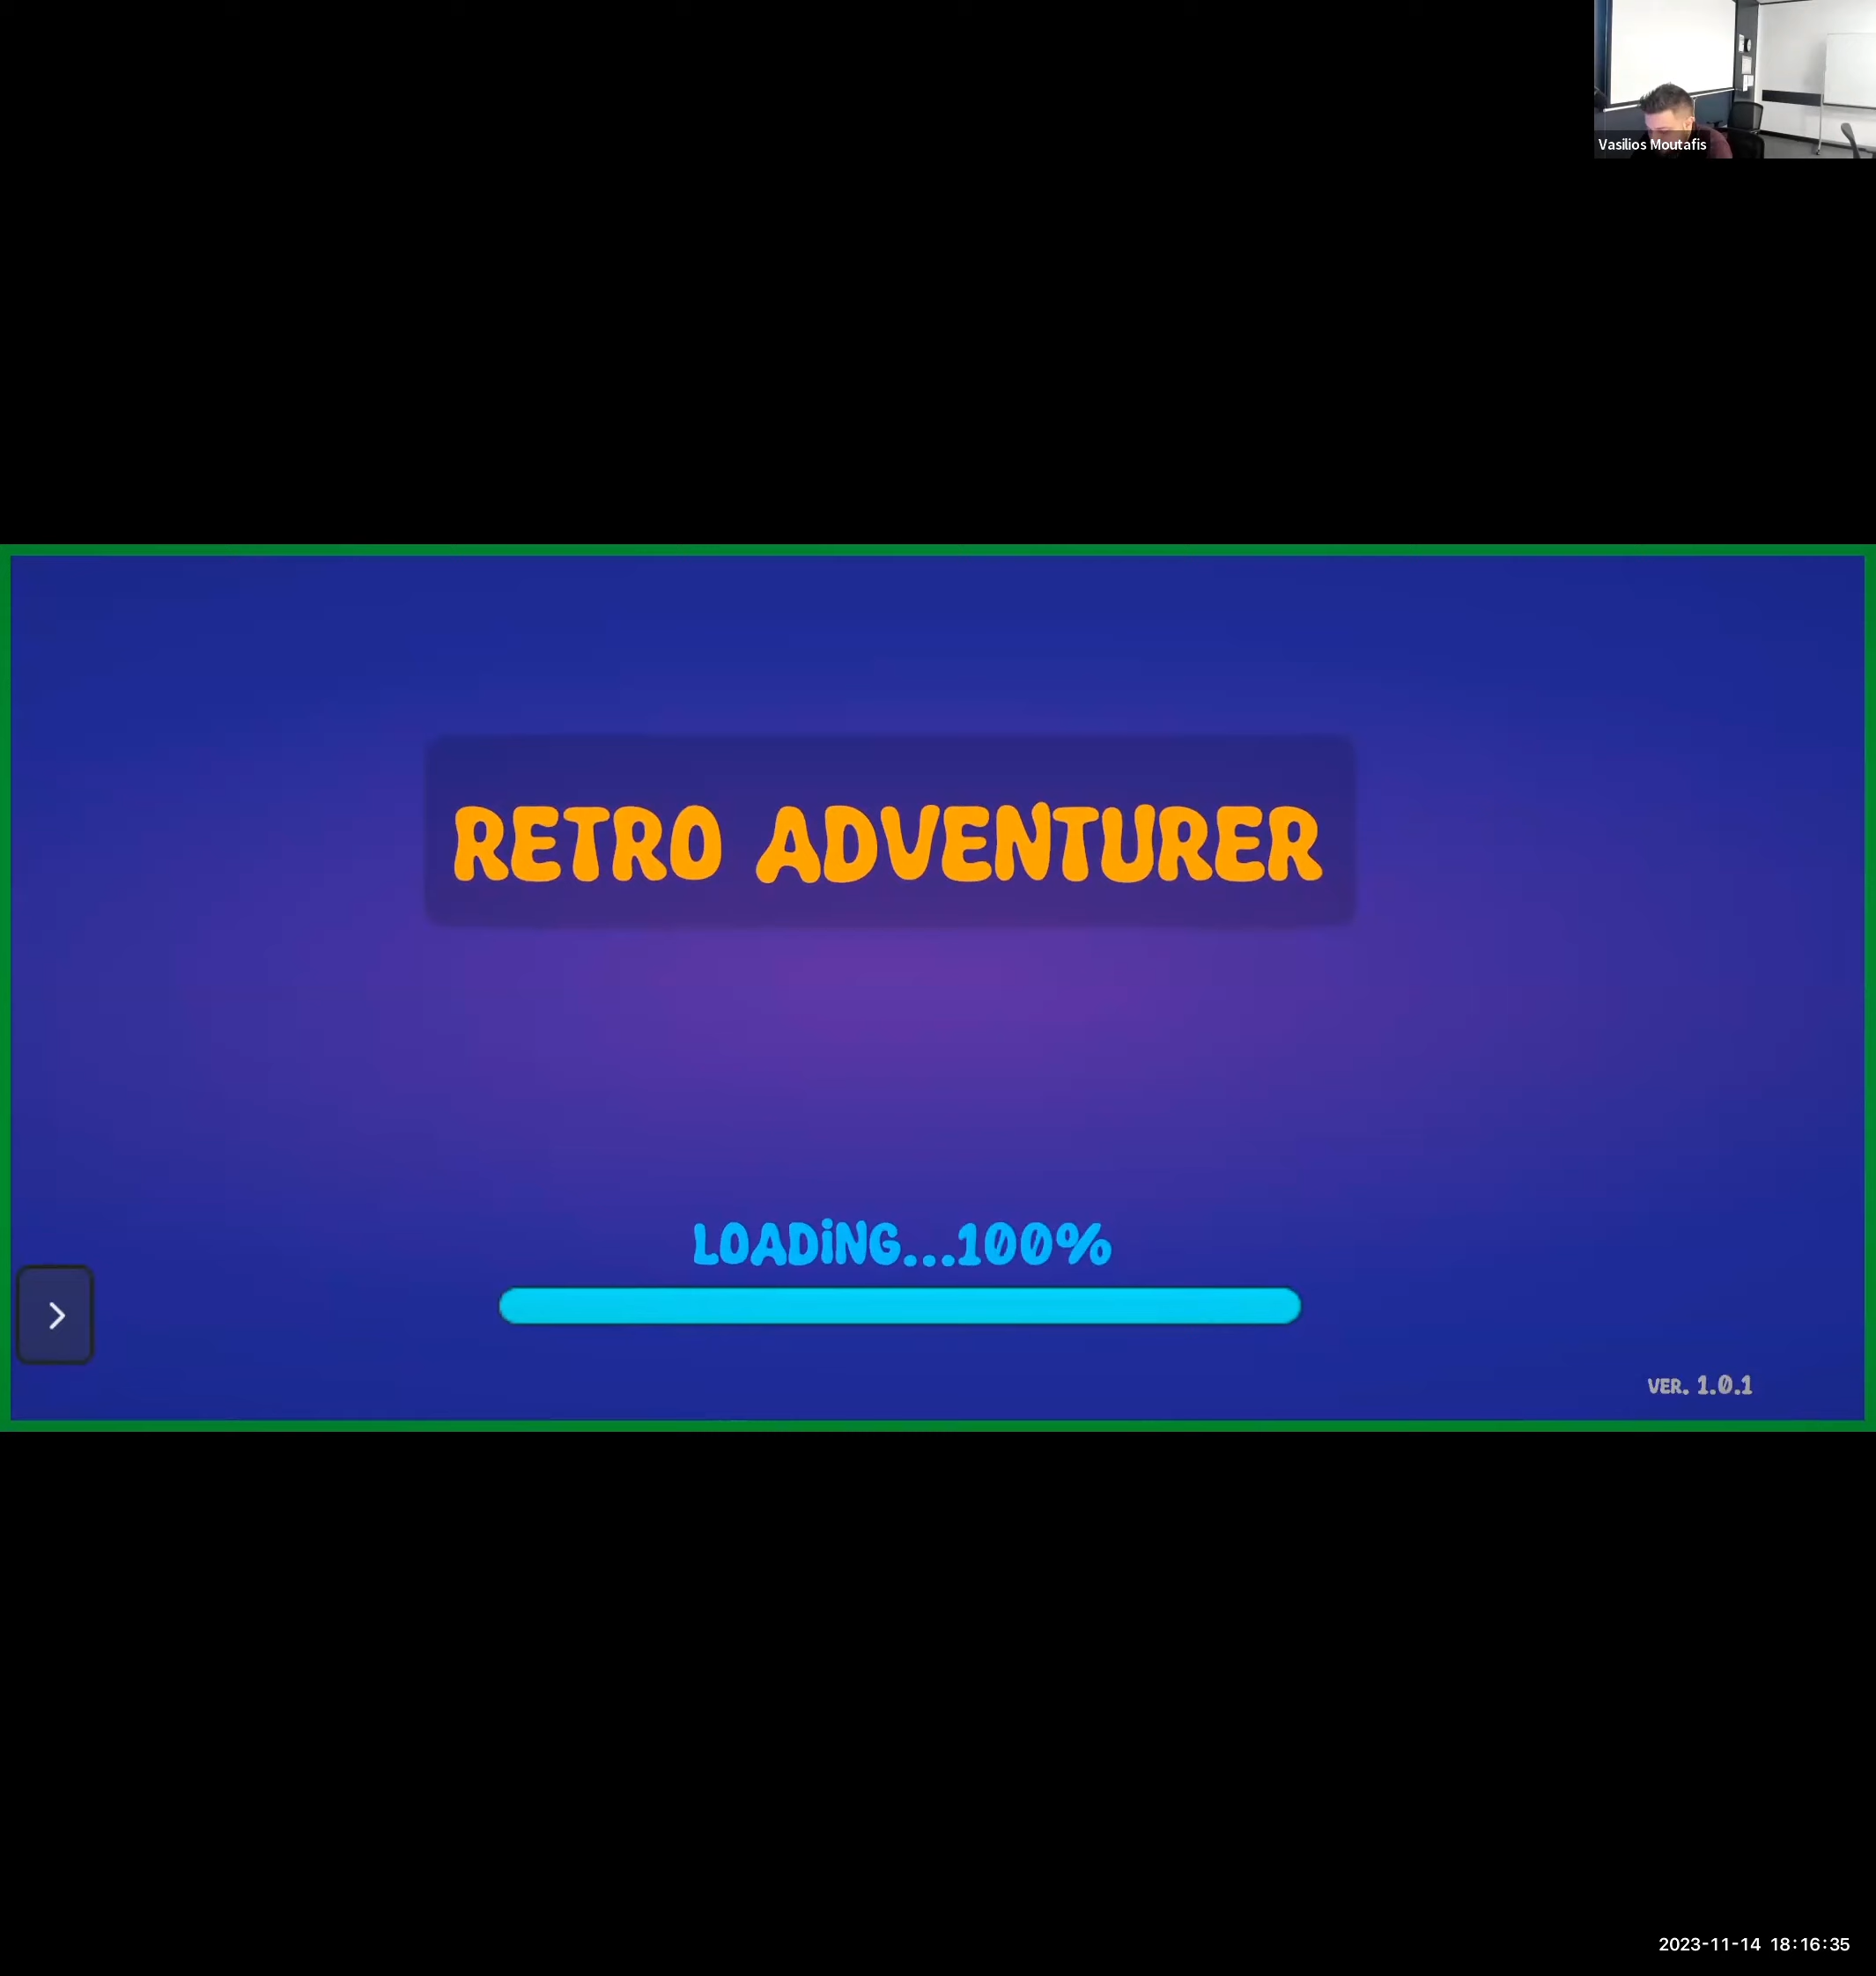 Vasilios Moutafis
RETRO ADVENTURER
LOADiNG...100%
VER. 1.0.1
2023-11-14 18:16:35